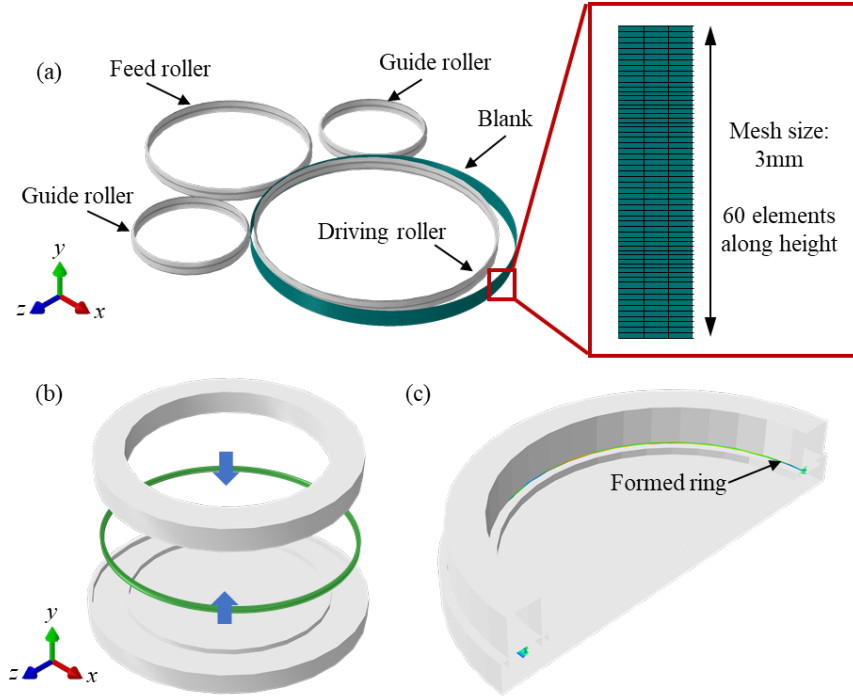 (a)
Feed roller
Guide roller
Blank
Guide roller
Driving roller
y
z
x
Mesh size:
3mm
60 elements
along height
(b)
y
z
x
(c)
Formed ring